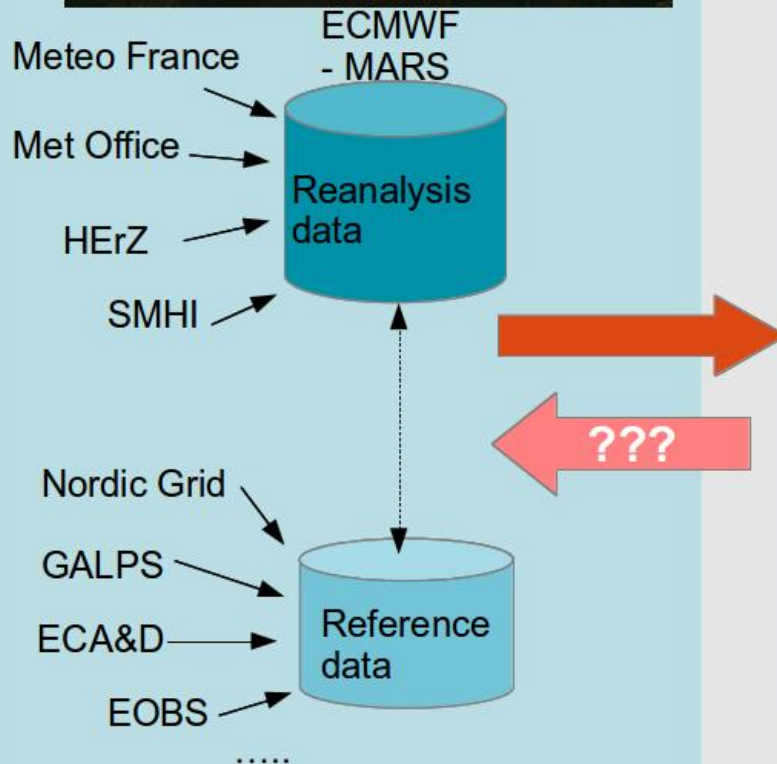 ECMWF
- MARS
Meteo France
Met Office
HErZ
SMHI
Reanalysis
data
???
Nordic Grid
GALPS
ECA&D
EOBS
.....
Reference
data